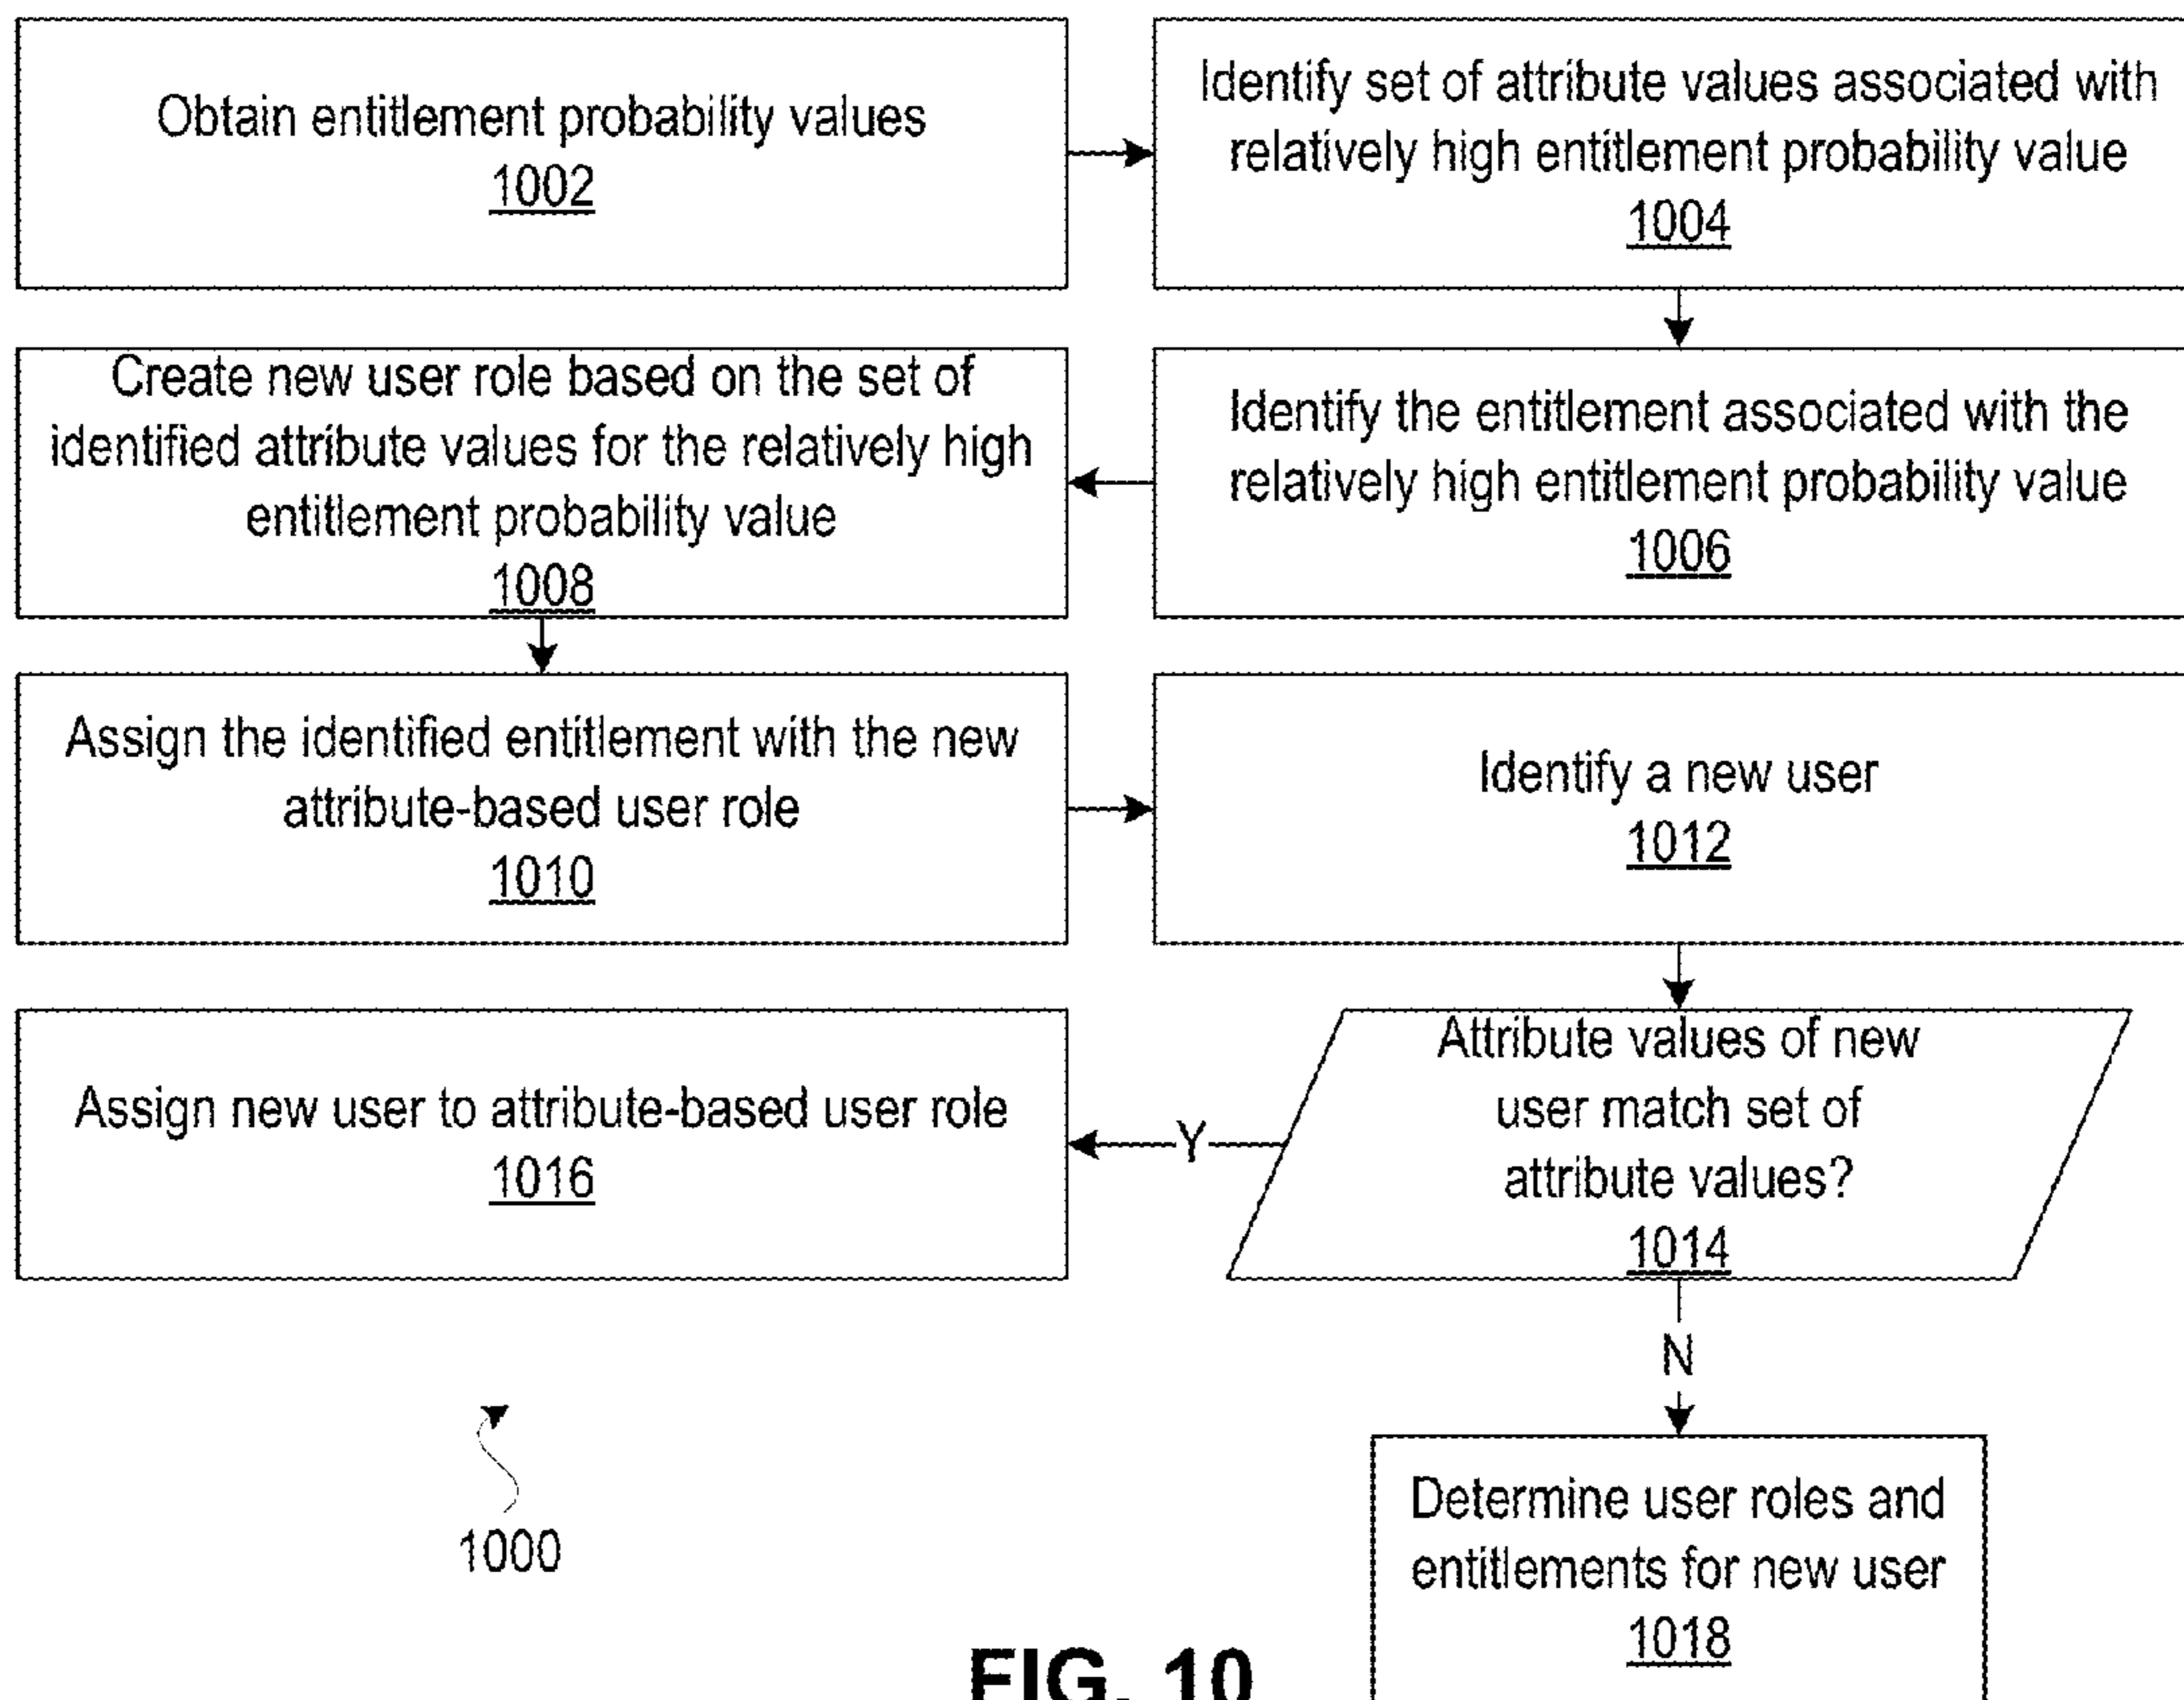 Obtain entitlement probability values
1002
Identify set of attribute values associated with
relatively high entitlement probability value
1004
Create new user role based on the set of
identified attribute values for the relatively high
entitlement probability value
1008
Identify the entitlement associated with the
relatively high entitlement probability value
1006
Assign the identified entitlement with the new
attribute-based user role
1010
Identify a new user
1012
Assign new user to attribute-based user role
1016
Y
Attribute values of new
user match set of
attribute values?
1014
N
Determine user roles and
entitlements for new user
1018
1000
FIG. 10